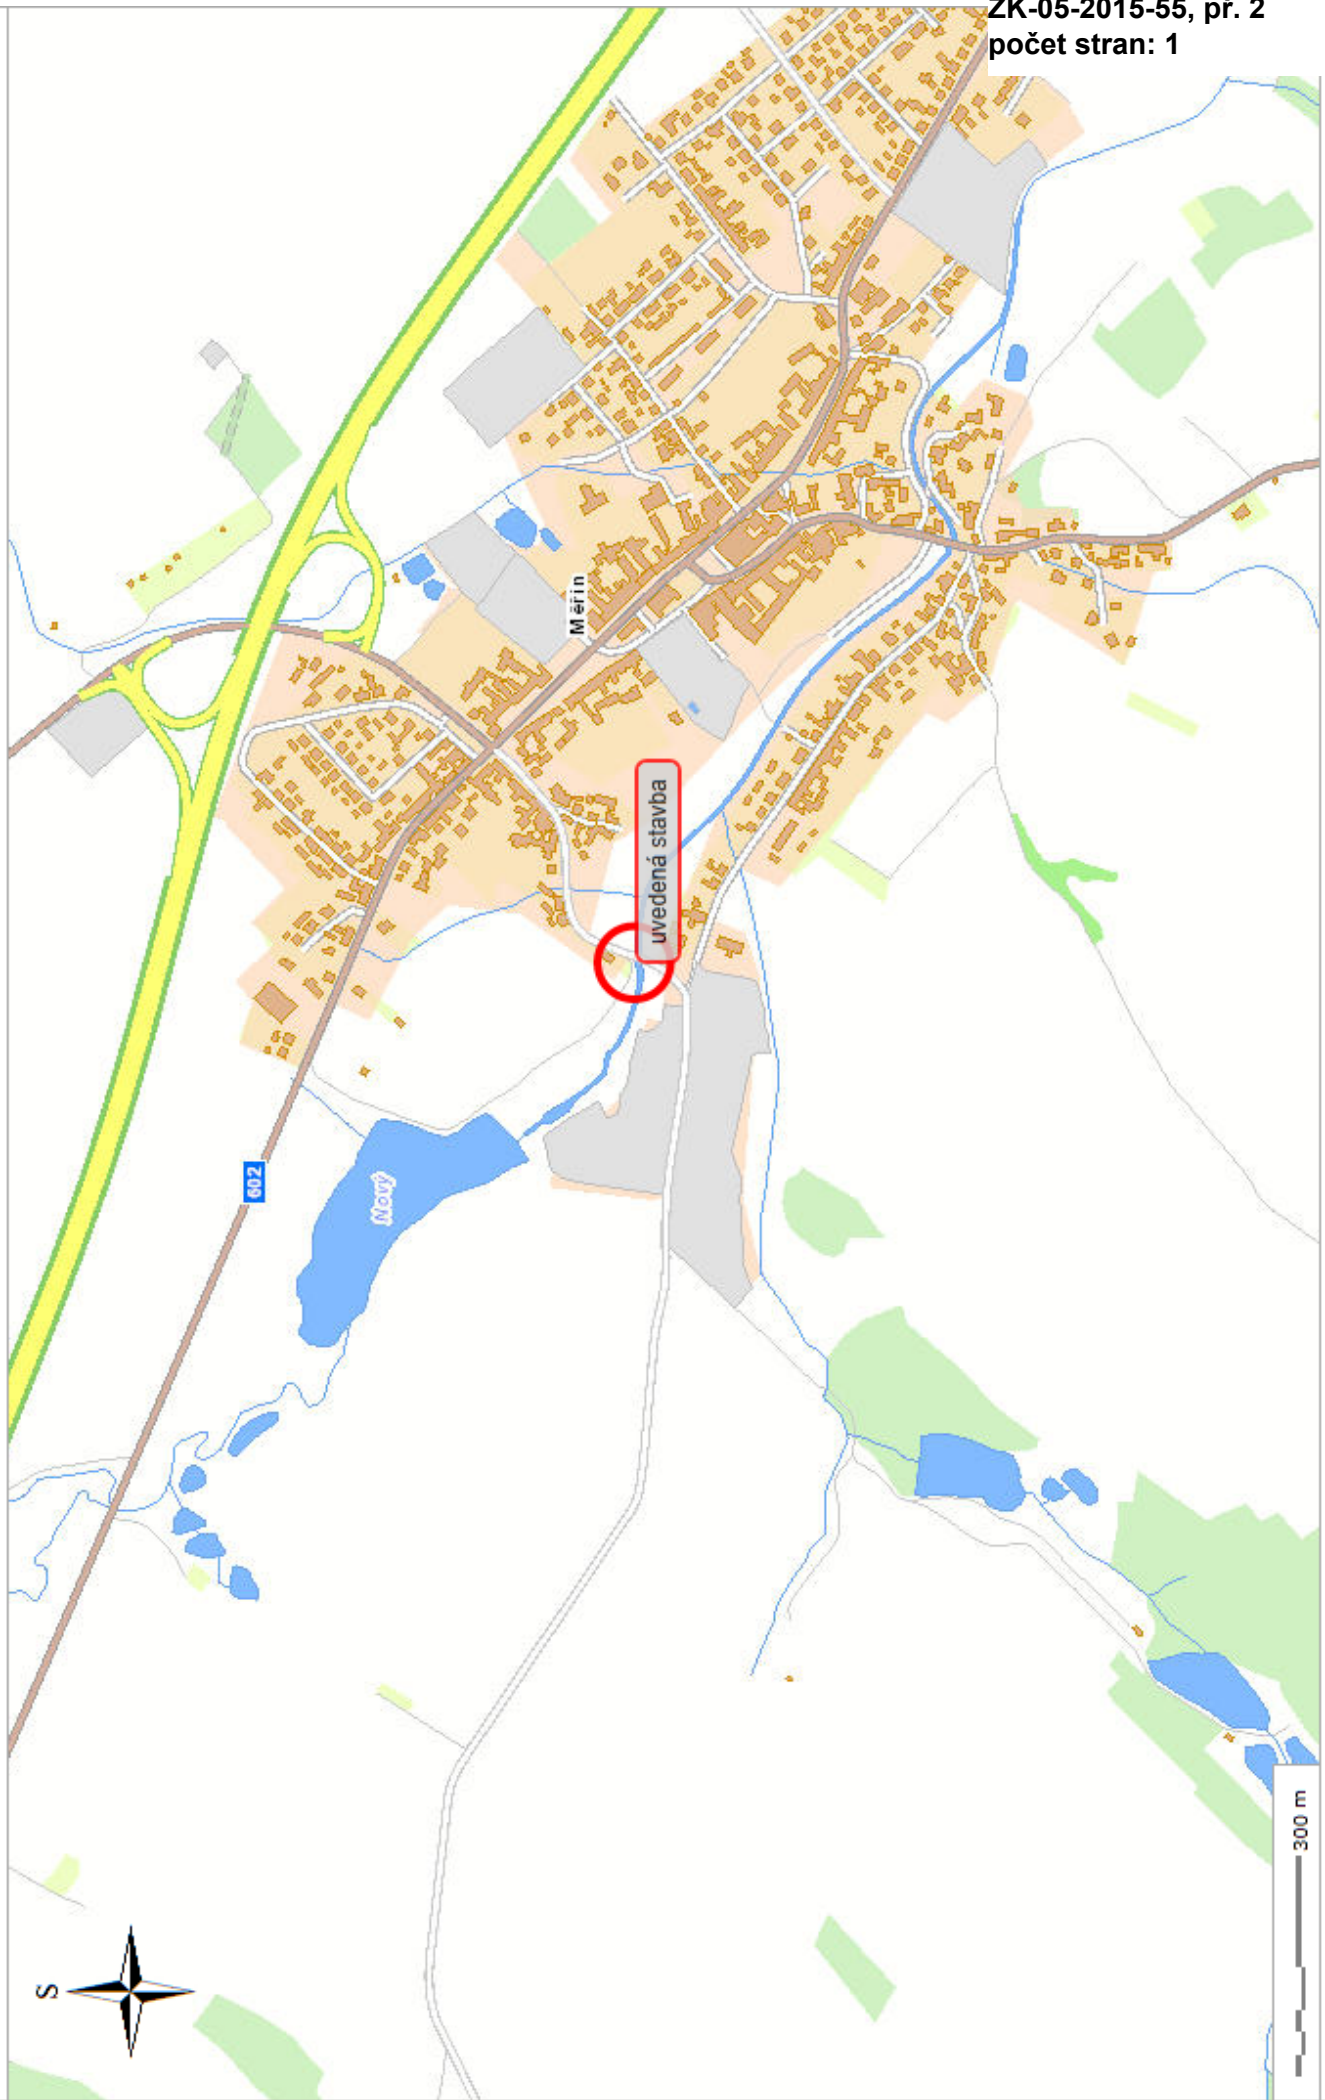 ZK-05-2015-55, př. 2
počet stran: 1
Měřín
uvedená stavba
602
Nový
S
300 m